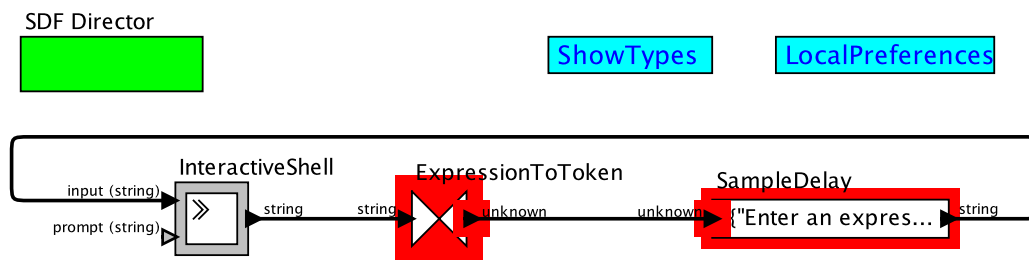 SDF Director
ShowTypes
LocalPreferences
InteractiveShell
ExpressionToToken
SampleDelay
input (string)
string
string
unknown
unknown
{"Enter an expres...
string
prompt (string)